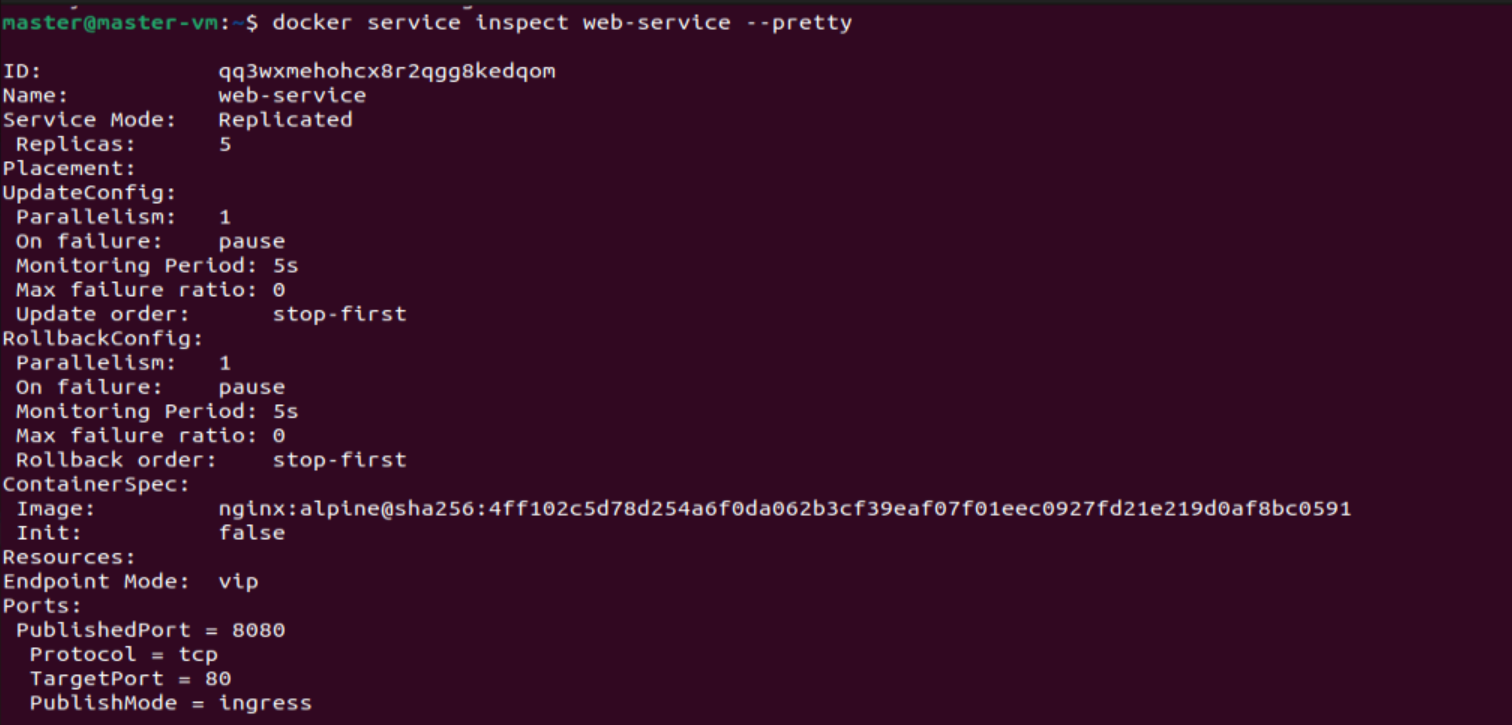 master@master-vm:~$ docker service inspect web-service --pretty
ID: qq3wxmehohcx8r2qgg8kedqom
Name: web-service
Service Mode: Replicated
Replicas: 5
Placement:
UpdateConfig:
Parallelism: 1
On failure: pause
Monitoring Period: 5s
Max failure ratio: 0
Update order: stop-first
RollbackConfig:
Parallelism: 1
On failure: pause
Monitoring Period: 5s
Max failure ratio: 0
Rollback order: stop-first
ContainerSpec:
Image: nginx:alpine@sha256:4ff102c5d78d254a6f0da062b3cf39eaf07f01eec0927fd21e219d0af8bc0591
Init: false
Resources:
Endpoint Mode: vip
Ports:
PublishedPort = 8080
Protocol = tcp
TargetPort = 80
PublishMode = ingress